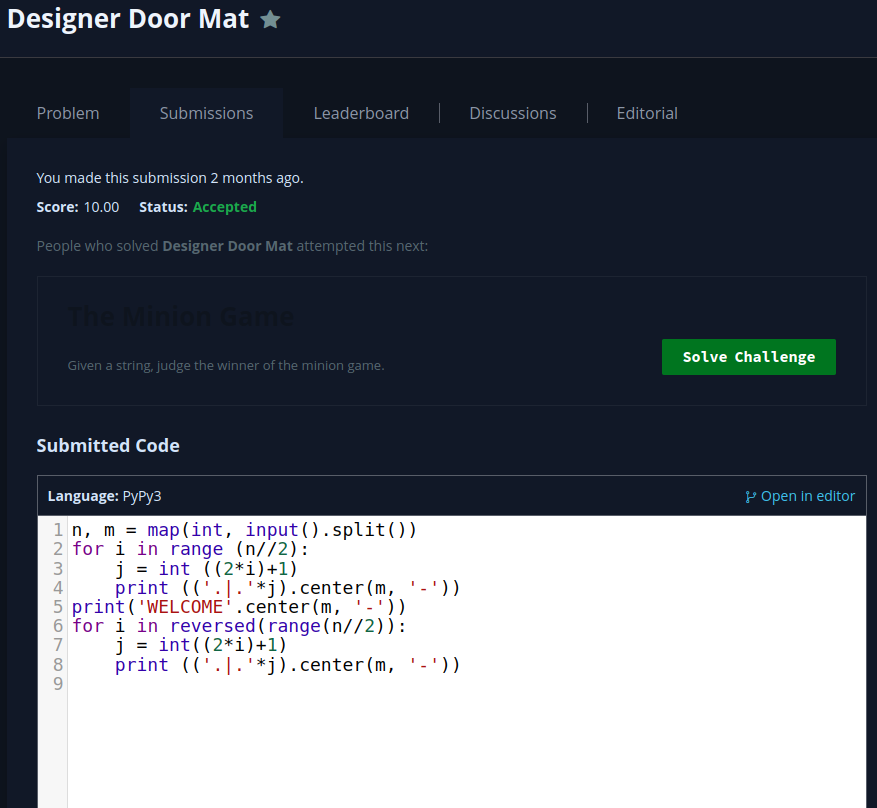 Designer Door Mat
Problem
Submissions
Leaderboard
Discussions
Editorial
You made this submission 2 months ago.
Score: 10.00 Status: Accepted
People who solved Designer Door Mat attempted this next:
The Minion Game
Given a string, judge the winner of the minion game.
Solve Challenge
Submitted Code
Language: PyPy3
Open in editor
1 n, m = map(int, input().split())
2 for i in range (n//2):
3     j = int ((2*i)+1)
4     print (('.|.'*j).center(m, '-'))
5 print('WELCOME'.center(m, '-'))
6 for i in reversed(range(n//2)):
7     j = int((2*i)+1)
8     print (('.|.'*j).center(m, '-'))
9